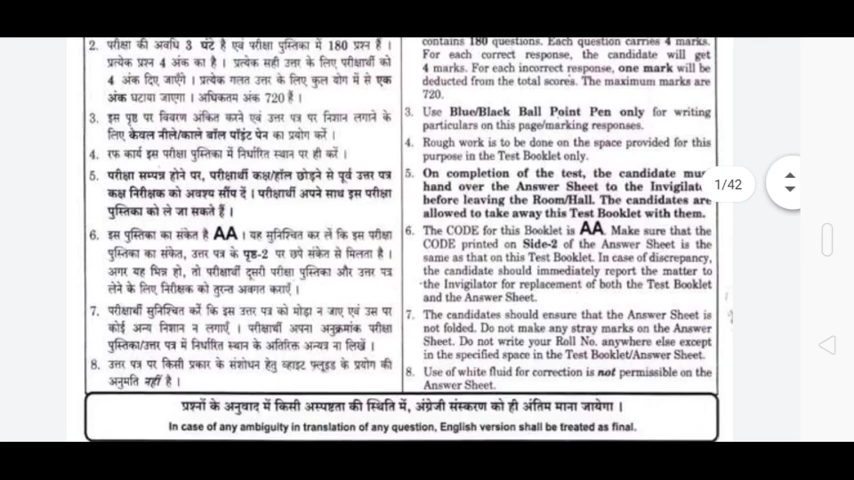 2. परीक्षा की अवधि 3 घंटे है एवं परीक्षा पुस्तिका में 180 प्रश्न हैं ।
प्रत्येक प्रश्न 4 अंक का है । प्रत्येक सही उत्तर के लिए परीक्षार्थी को
4 अंक दिए जाएँगे । प्रत्येक गलत उत्तर के लिए कुल योग में से एक
अंक घटाया जाएगा । अधिकतम अंक 720 हैं ।
3. इस पृष्ठ पर विवरण अंकित करने एवं उत्तर पत्र पर निशान लगाने के
लिए केवल नीले/काले बॉल पॉइंट पेन का प्रयोग करें ।
4. रफ कार्य इस परीक्षा पुस्तिका में निर्धारित स्थान पर ही करें ।
5. परीक्षा सम्पन्न होने पर, परीक्षार्थी कक्ष/हॉल छोड़ने से पूर्व उत्तर पत्र
कक्ष निरीक्षक को अवश्य सौंप दें । परीक्षार्थी अपने साथ इस परीक्षा
पुस्तिका को ले जा सकते हैं ।
6. इस पुस्तिका का संकेत है AA । यह सुनिश्चित कर लें कि इस परीक्षा
पुस्तिका का संकेत, उत्तर पत्र के पृष्ठ-2 पर छपे संकेत से मिलता है ।
अगर यह भिन्न हो, तो परीक्षार्थी दूसरी परीक्षा पुस्तिका और उत्तर पत्र
लेने के लिए निरीक्षक को तुरन्त अवगत कराएँ ।
7. परीक्षार्थी सुनिश्चित करें कि इस उत्तर पत्र को मोड़ा न जाए एवं उस पर
कोई अन्य निशान न लगाएँ । परीक्षार्थी अपना अनुक्रमांक परीक्षा
पुस्तिका/उत्तर पत्र में निर्धारित स्थान के अतिरिक्त अन्यत्र ना लिखें ।
8. उत्तर पत्र पर किसी प्रकार के संशोधन हेतु व्हाइट फ्लूइड के प्रयोग की
अनुमति नहीं है ।
contains 180 questions. Each question carries 4 marks.
For each correct response, the candidate will get
4 marks. For each incorrect response, one mark will be
deducted from the total scores. The maximum marks are
720.
3. Use Blue/Black Ball Point Pen only for writing
particulars on this page/marking responses.
4. Rough work is to be done on the space provided for this
purpose in the Test Booklet only.
5. On completion of the test, the candidate mus
hand over the Answer Sheet to the Invigilat
before leaving the Room/Hall. The candidates are
allowed to take away this Test Booklet with them.
6. The CODE for this Booklet is AA. Make sure that the
CODE printed on Side-2 of the Answer Sheet is the
same as that on this Test Booklet. In case of discrepancy,
the candidate should immediately report the matter to
the Invigilator for replacement of both the Test Booklet
and the Answer Sheet.
7. The candidates should ensure that the Answer Sheet is
not folded. Do not make any stray marks on the Answer
Sheet. Do not write your Roll No. anywhere else except
in the specified space in the Test Booklet/Answer Sheet.
8. Use of white fluid for correction is not permissible on the
Answer Sheet.
1/42
प्रश्नों के अनुवाद में किसी अस्पष्टता की स्थिति में, अंग्रेजी संस्करण को ही अंतिम माना जायेगा ।
In case of any ambiguity in translation of any question, English version shall be treated as final.